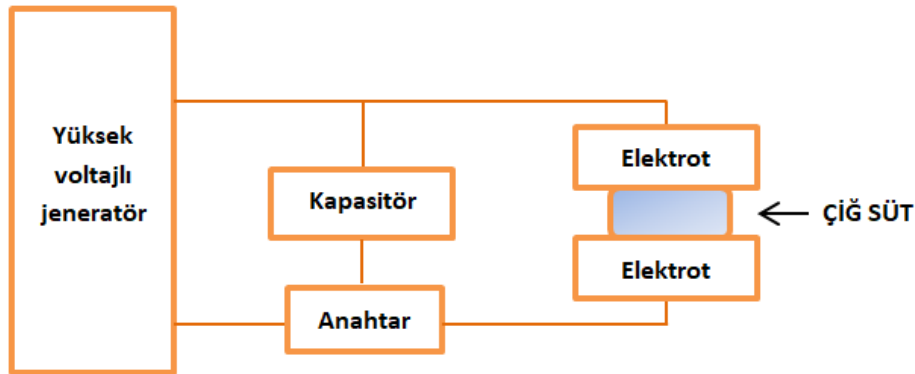 Yüksek
voltajlı
jeneratör
Kapasitör
Anahtar
Elektrot
Elektrot
ÇİĞ SÜT